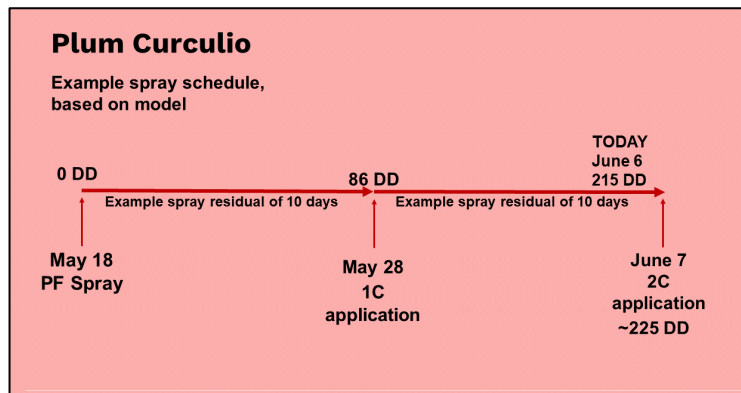 Plum Curculio
Example spray schedule,
based on model
TODAY
June 6
215 DD
0 DD
86 DD
Example spray residual of 10 days
Example spray residual of 10 days
May 18
PF Spray
May 28
1C
application
June 7
2C
application
~225 DD